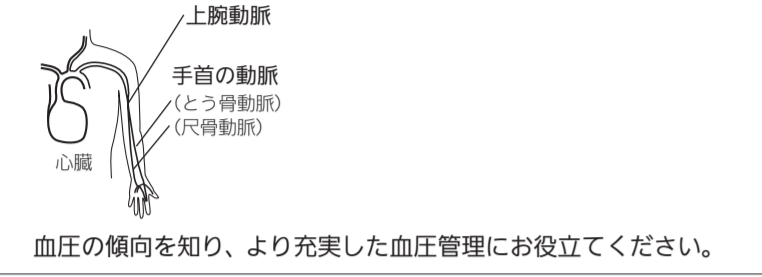 上腕動脈
手首の動脈
（とう骨動脈）
（尺骨動脈）
心臓
血圧の傾向を知り、より充実した血圧管理にお役立てください。